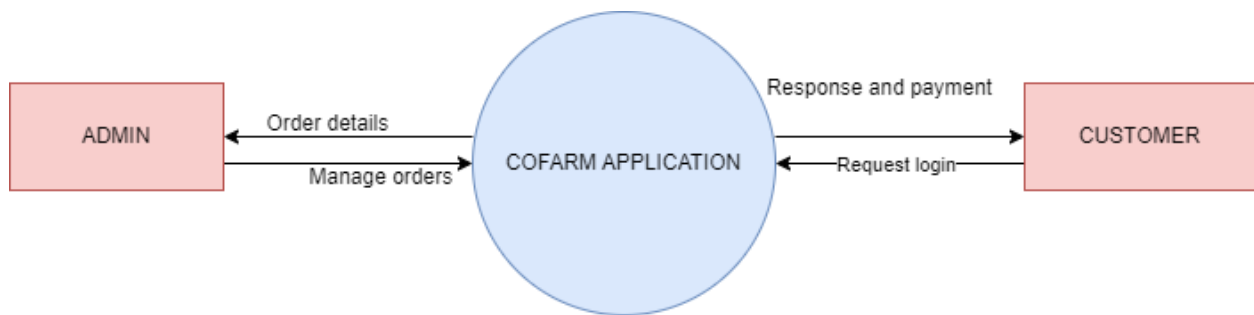 Response and payment
ADMIN
Order details
CUSTOMER
COFARM APPLICATION
Manage orders
Request login